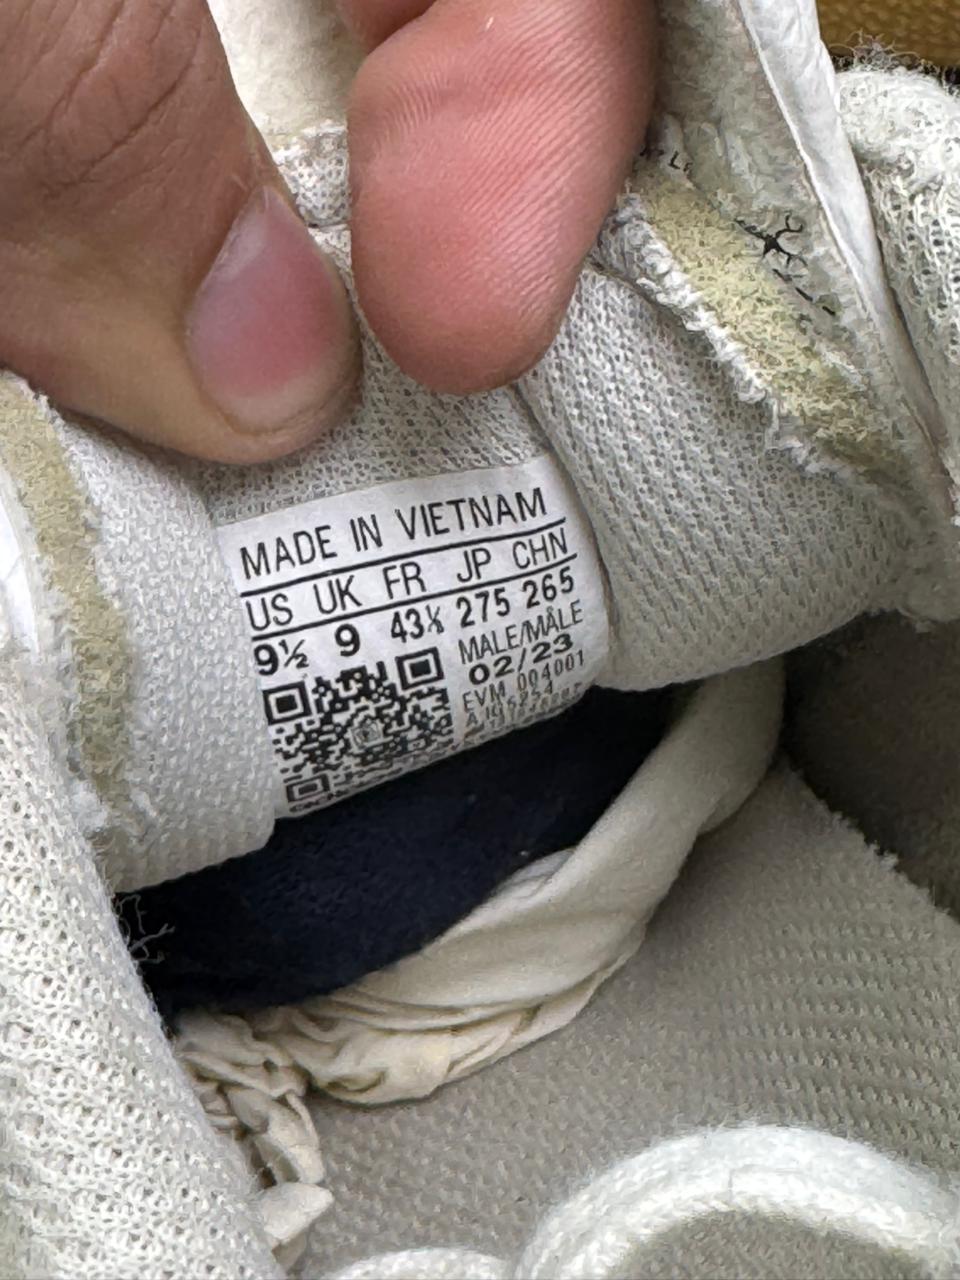 MADE IN VIETNAM
US UK FR JP CHN
9½ 9 43⅓ 275 265
MALE/MÂLE
02/23
EVM 004001